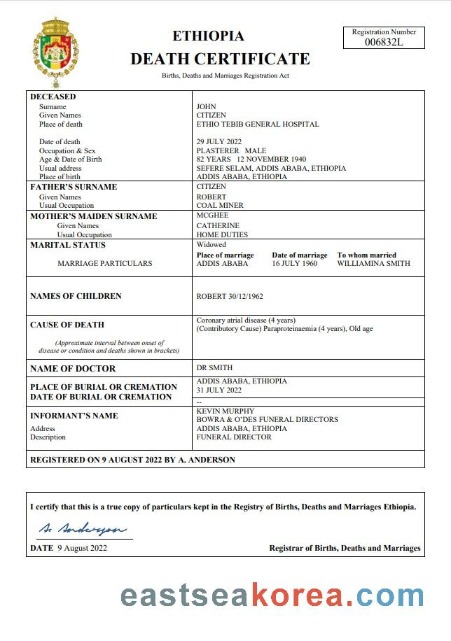 ETHIOPIA
DEATH CERTIFICATE
Births, Deaths and Marriages Registration Act
Registration Number
006832L
DECEASED
Surname JOHN
Given Names CITIZEN
Place of death ETHIO TEBIB GENERAL HOSPITAL
Date of death 29 JULY 2022
Occupation & Sex PLASTERER MALE
Age & Date of Birth 82 YEARS 12 NOVEMBER 1940
Usual address SEFERE SELAM, ADDIS ABABA, ETHIOPIA
Place of birth ADDIS ABABA, ETHIOPIA
FATHER'S SURNAME CITIZEN
Given Names ROBERT
Usual Occupation COAL MINER
MOTHER'S MAIDEN SURNAME MCGHEE
Given Names CATHERINE
Usual Occupation HOME DUTIES
MARITAL STATUS Widowed
Place of marriage Date of marriage To whom married
MARRIAGE PARTICULARS ADDIS ABABA 16 JULY 1960 WILLIAMINA SMITH
NAMES OF CHILDREN ROBERT 30/12/1962
CAUSE OF DEATH Coronary atrial disease (4 years)
(Contributory Cause) Paraproteinaemia (4 years), Old age
(Approximate interval between onset of
disease or condition and deaths shown in brackets)
NAME OF DOCTOR DR SMITH
PLACE OF BURIAL OR CREMATION ADDIS ABABA, ETHIOPIA
DATE OF BURIAL OR CREMATION 31 JULY 2022
--
INFORMANT'S NAME KEVIN MURPHY
BOWRA & O'DES FUNERAL DIRECTORS
Address ADDIS ABABA, ETHIOPIA
Description FUNERAL DIRECTOR
REGISTERED ON 9 AUGUST 2022 BY A. ANDERSON
I certify that this is a true copy of particulars kept in the Registry of Births, Deaths and Marriages Ethiopia.
A. Anderson
DATE 9 August 2022 Registrar of Births, Deaths and Marriages
eastseakorea.com